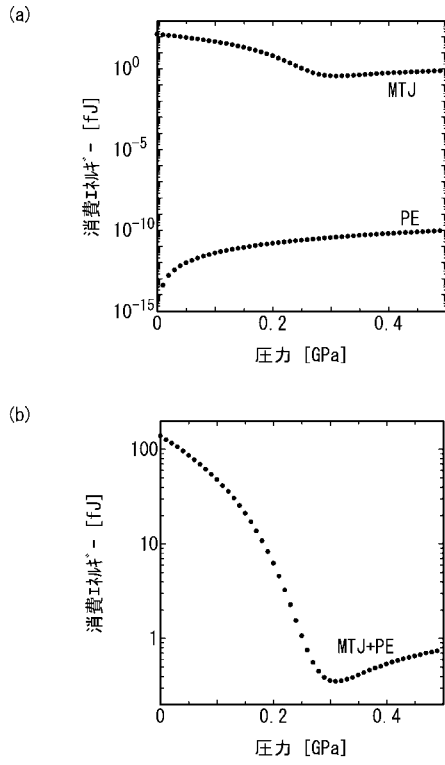 (a)
消費ｴﾈﾙｷﾞｰ [fJ]
10^0
10^-5
10^-10
10^-15
MTJ
PE
0
0.2
0.4
圧力 [GPa]
(b)
消費ｴﾈﾙｷﾞｰ [fJ]
100
10
1
MTJ+PE
0
0.2
0.4
圧力 [GPa]